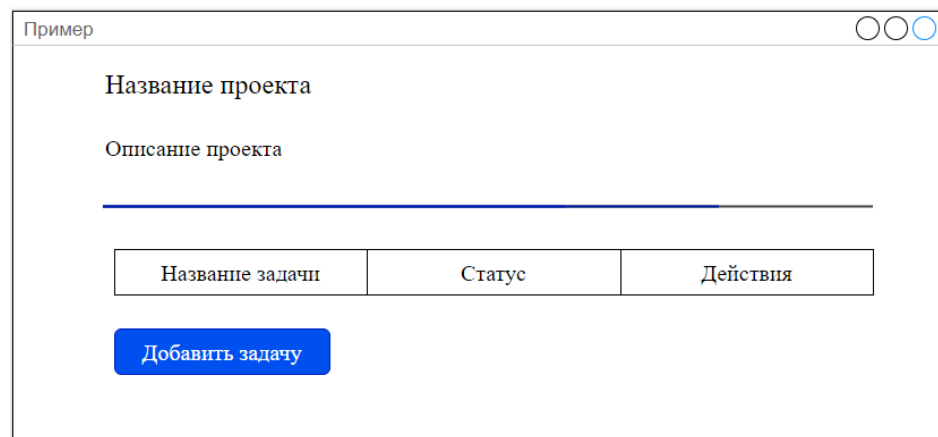 Пример
Название проекта
Описание проекта
Название задачи Статус Действия
Добавить задачу